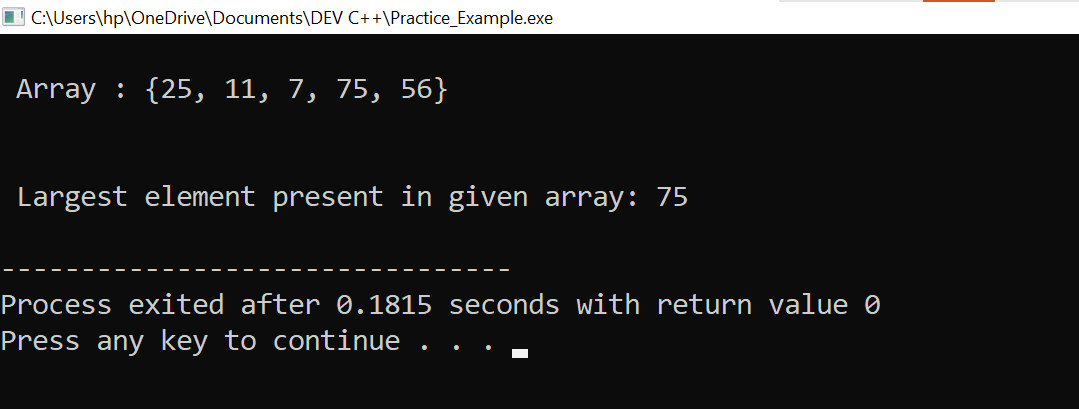 C:\Users\hp\OneDrive\Documents\DEV C++\Practice_Example.exe
Array : {25, 11, 7, 75, 56}
Largest element present in given array: 75
--------------------------------
Process exited after 0.1815 seconds with return value 0
Press any key to continue . . .